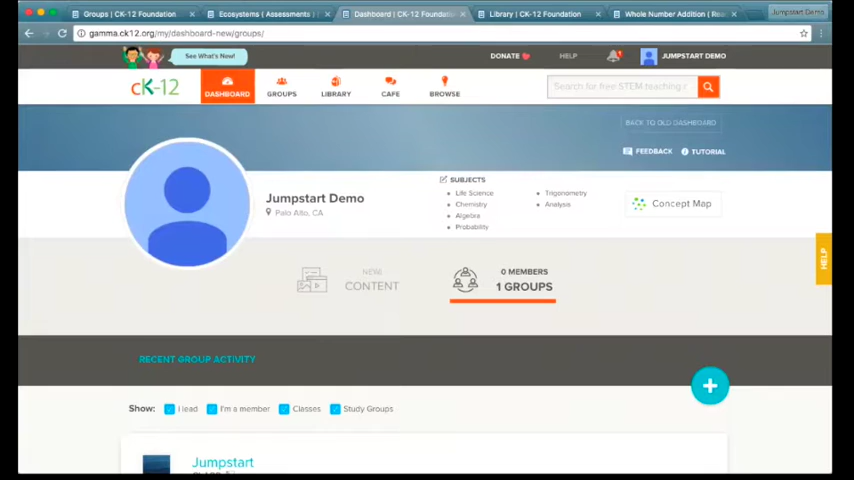 Groups | CK-12 Foundation
Ecosystems ( Assessments )
Dashboard | CK-12 Foundation
Library | CK-12 Foundation
Whole Number Addition ( Rea
Jumpstart Demo
gamma.ck12.org/my/dashboard-new/groups/
See What's New!
DONATE
HELP
JUMPSTART DEMO
cK-12
DASHBOARD
GROUPS
LIBRARY
CAFE
BROWSE
Search for free STEM teaching r
BACK TO OLD DASHBOARD
FEEDBACK
TUTORIAL
Jumpstart Demo
Palo Alto, CA
SUBJECTS
Life Science
Chemistry
Algebra
Probability
Trigonometry
Analysis
Concept Map
HELP
NEW!
CONTENT
0 MEMBERS
1 GROUPS
RECENT GROUP ACTIVITY
+
Show: I lead I'm a member Classes Study Groups
Jumpstart